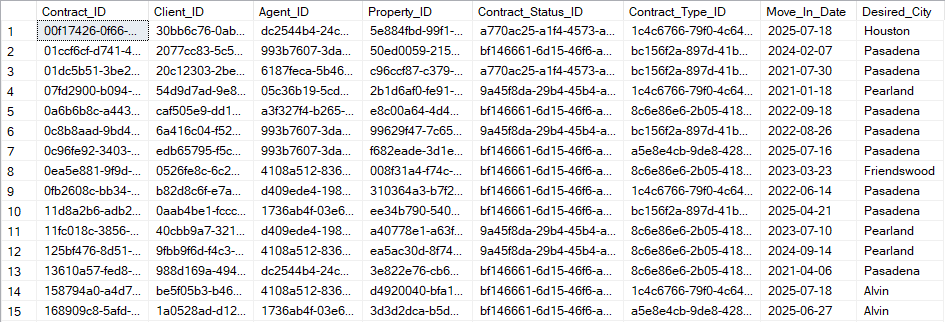 Contract_ID Client_ID Agent_ID Property_ID Contract_Status_ID Contract_Type_ID Move_In_Date Desired_City
1 00f17426-0f66-... 30bb6c76-0ab... dc2544b4-24c... 5e884fbd-99f1-... a770ac25-a1f4-4573-a... 1c4c6766-79f0-4c64... 2025-07-18 Houston
2 01ccf6cf-d741-4... 2077cc83-5c5... 993b7607-3da... 50ed0059-215... bf146661-6d15-46f6-a... bc156f2a-897d-41b... 2024-02-07 Pasadena
3 01dc5b51-3be2... 20c12303-2be... 6187feca-5b46... c96ccf87-c379-... a770ac25-a1f4-4573-a... bc156f2a-897d-41b... 2021-07-30 Pasadena
4 07fd2900-b094-... 54d9d7ad-9e8... 05c36b19-5cd... 2b1d6af0-fe91-... 9a45f8da-29b4-45b4-a... 1c4c6766-79f0-4c64... 2021-01-18 Pearland
5 0a6b6b8c-a443... caf505e9-dd1... a3f327f4-b265-... e8c00a64-4d4... bf146661-6d15-46f6-a... 8c6e86e6-2b05-418... 2022-09-18 Pasadena
6 0c8b8aad-9bd4... 6a416c04-f52... 993b7607-3da... 99629f47-7c65... 9a45f8da-29b4-45b4-a... bc156f2a-897d-41b... 2022-08-26 Pasadena
7 0c96fe92-3403-... edb65795-f5c... 993b7607-3da... f682eade-3d1e... bf146661-6d15-46f6-a... a5e8e4cb-9de8-428... 2025-07-16 Pasadena
8 0ea5e881-9f9d-... 0526fe8c-6c2... 4108a512-836... 008f31a4-f74c-... bf146661-6d15-46f6-a... 8c6e86e6-2b05-418... 2023-03-23 Friendswood
9 0fb2608c-bb34-... b82d8c6f-e7a... d409ede4-198... 310364a3-b7f2... bf146661-6d15-46f6-a... 1c4c6766-79f0-4c64... 2022-06-14 Pasadena
10 11d8a2b6-adb2... 0aab4be1-fccc... 1736ab4f-03e6... ee34b790-540... bf146661-6d15-46f6-a... bc156f2a-897d-41b... 2025-04-21 Pasadena
11 11fc018c-3856-... 40cbb9a7-321... d409ede4-198... a40778e1-a63f... 9a45f8da-29b4-45b4-a... 8c6e86e6-2b05-418... 2023-07-10 Pearland
12 125bf476-8d51-... 9fbb9f6d-f4c3-... 4108a512-836... ea5ac30d-8f74... 9a45f8da-29b4-45b4-a... 8c6e86e6-2b05-418... 2024-09-14 Pearland
13 13610a57-fed8-... 988d169a-494... dc2544b4-24c... 3e822e76-cb6... bf146661-6d15-46f6-a... 8c6e86e6-2b05-418... 2021-04-06 Pasadena
14 158794a0-a4d7... be5f05b3-b46... 4108a512-836... d4920040-bfa1... bf146661-6d15-46f6-a... 1c4c6766-79f0-4c64... 2025-07-18 Alvin
15 168909c8-5afd-... 1a0528ad-d12... 1736ab4f-03e6... 3d3d2dca-b5d... bf146661-6d15-46f6-a... a5e8e4cb-9de8-428... 2025-06-27 Alvin